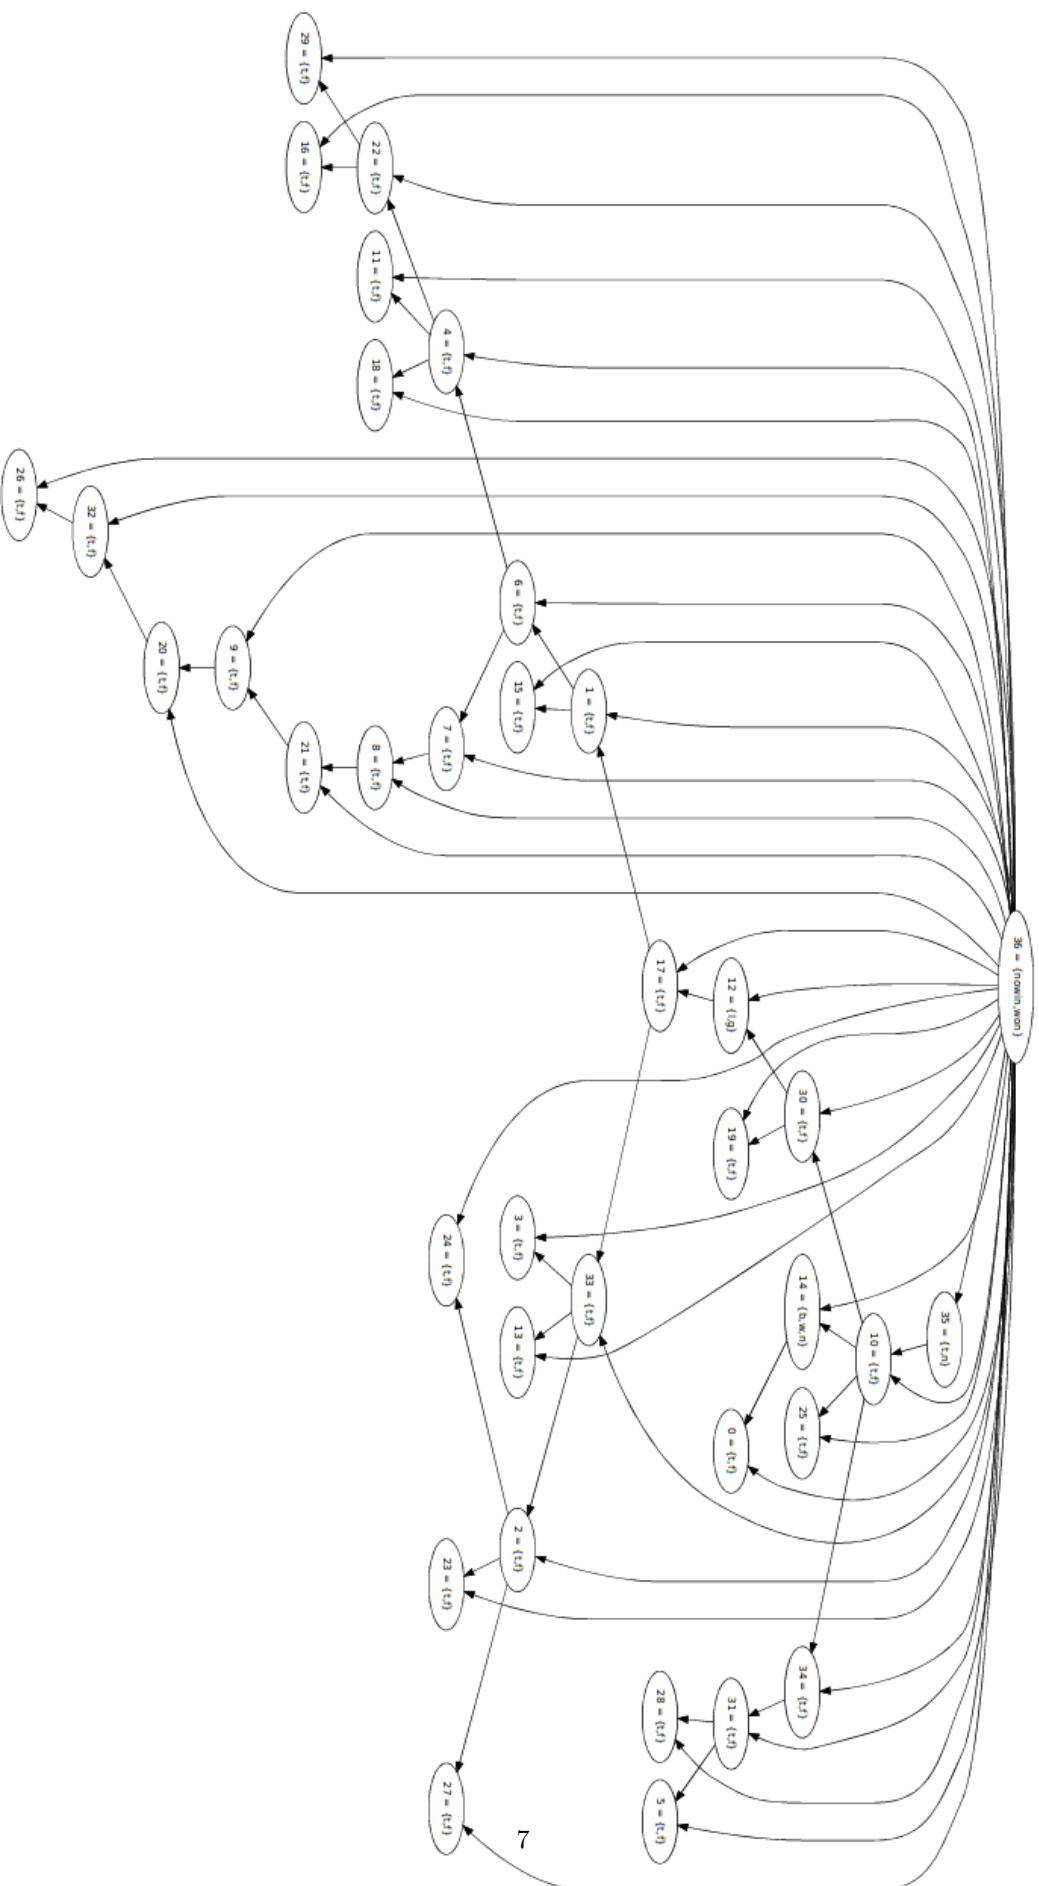 36 = {nowin,won}
35 = {t,n}
10 = {t,f}
30 = {t,f}
14 = {b,w,n}
25 = {t,f}
34 = {t,f}
12 = {l,g}
19 = {t,f}
0 = {t,f}
31 = {t,f}
17 = {t,f}
28 = {t,f}
5 = {t,f}
1 = {t,f}
33 = {t,f}
6 = {t,f}
15 = {t,f}
3 = {t,f}
13 = {t,f}
2 = {t,f}
4 = {t,f}
7 = {t,f}
24 = {t,f}
23 = {t,f}
27 = {t,f}
22 = {t,f}
11 = {t,f}
18 = {t,f}
8 = {t,f}
29 = {t,f}
16 = {t,f}
21 = {t,f}
9 = {t,f}
20 = {t,f}
32 = {t,f}
26 = {t,f}
7